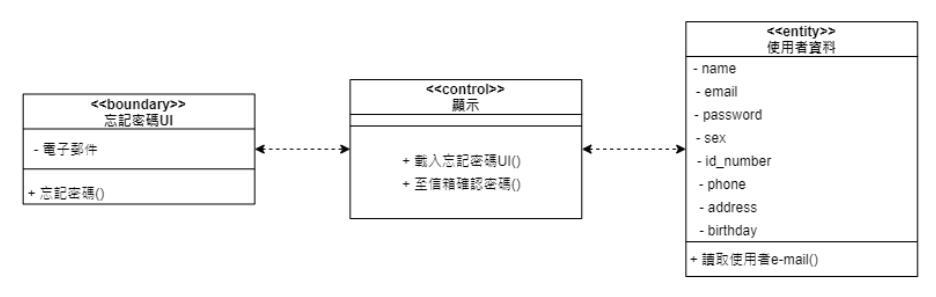 <<boundary>>
忘記密碼UI
- 電子郵件
+ 忘記密碼()
<<control>>
顯示
+ 載入忘記密碼UI()
+ 至信箱確認密碼()
<<entity>>
使用者資料
- name
- email
- password
- sex
- id_number
- phone
- address
- birthday
+ 讀取使用者e-mail()